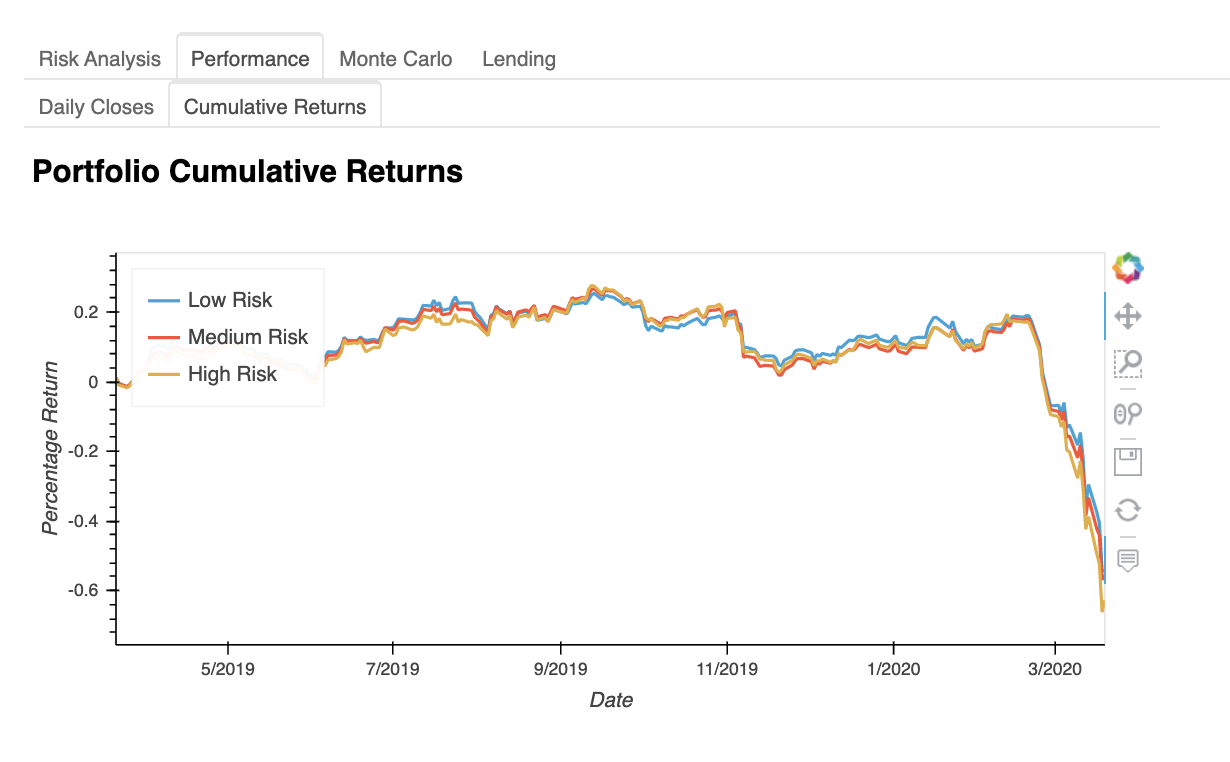 Risk Analysis Performance Monte Carlo Lending
Daily Closes Cumulative Returns
Portfolio Cumulative Returns
Low Risk
Medium Risk
High Risk
Percentage Return
0.2
0
-0.2
-0.4
-0.6
5/2019 7/2019 9/2019 11/2019 1/2020 3/2020
Date